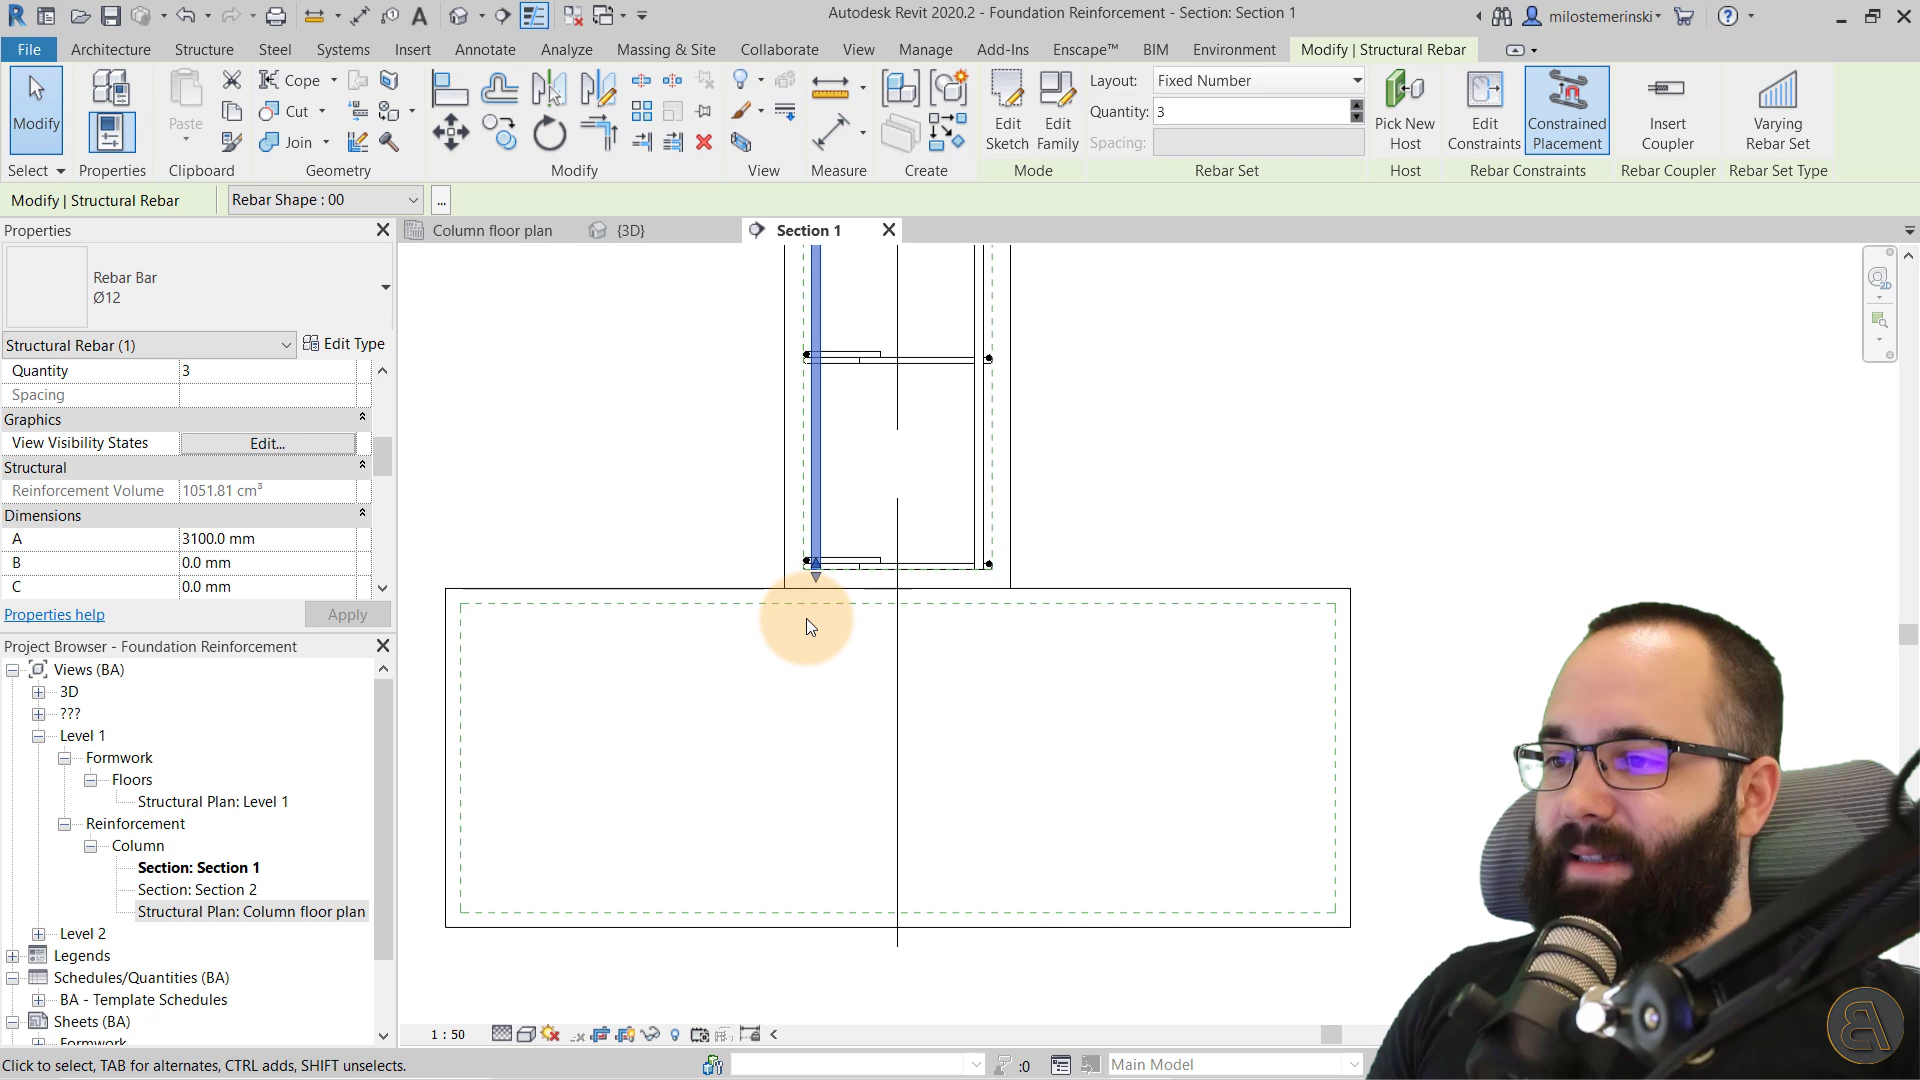 Autodesk Revit 2020.2 - Foundation Reinforcement - Section: Section 1
milostemerinski
File Architecture Structure Steel Systems Insert Annotate Analyze Massing & Site Collaborate View Manage Add-Ins Enscape™ BIM Environment Modify | Structural Rebar
Modify
Paste
Cope
Cut
Join
Edit Sketch
Edit Family
Layout: Fixed Number
Quantity: 3
Spacing:
Pick New Host
Edit Constraints
Constrained Placement
Insert Coupler
Varying Rebar Set
Select Properties Clipboard Geometry Modify View Measure Create Mode Rebar Set Host Rebar Constraints Rebar Coupler Rebar Set Type
Modify | Structural Rebar
Rebar Shape : 00
...
Properties
Column floor plan {3D} Section 1
Rebar Bar
Ø12
Structural Rebar (1)
Edit Type
Quantity 3
Spacing
Graphics
View Visibility States Edit...
Structural
Reinforcement Volume 1051.81 cm³
Dimensions
A 3100.0 mm
B 0.0 mm
C 0.0 mm
Properties help
Apply
Project Browser - Foundation Reinforcement
Views (BA)
3D
???
Level 1
Formwork
Floors
Structural Plan: Level 1
Reinforcement
Column
Section: Section 1
Section: Section 2
Structural Plan: Column floor plan
Level 2
Legends
Schedules/Quantities (BA)
BA - Template Schedules
Sheets (BA)
Formwork
1 : 50
Click to select, TAB for alternates, CTRL adds, SHIFT unselects.
:0
Main Model
2D
BA